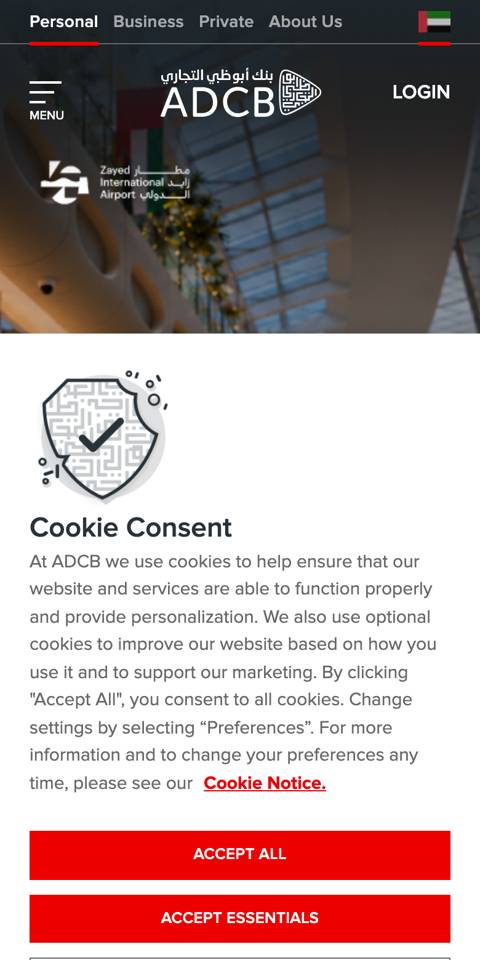 Personal Business Private About Us
MENU
بنك أبوظبي التجاري
ADCB
LOGIN
Zayed مطار
International زايد
Airport الدولي
Cookie Consent
At ADCB we use cookies to help ensure that our
website and services are able to function properly
and provide personalization. We also use optional
cookies to improve our website based on how you
use it and to support our marketing. By clicking
"Accept All", you consent to all cookies. Change
settings by selecting “Preferences”. For more
information and to change your preferences any
time, please see our Cookie Notice.
ACCEPT ALL
ACCEPT ESSENTIALS